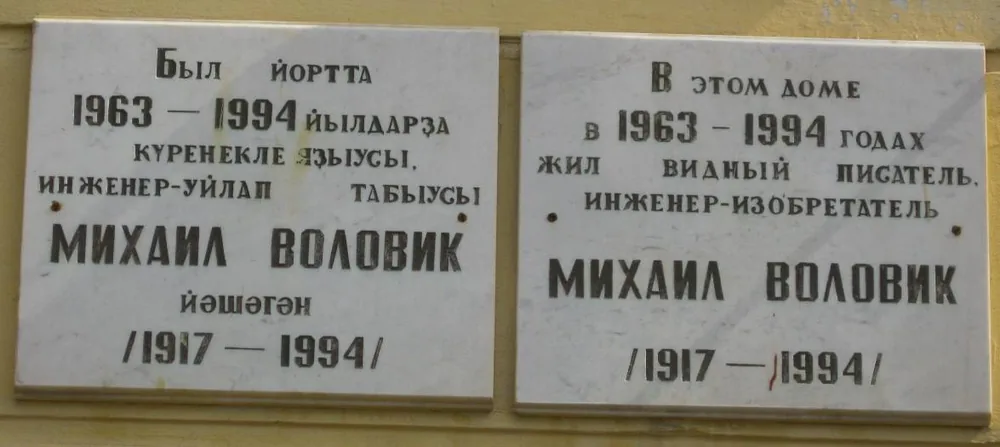 Был йортта
1963 — 1994 йылдарҙа
күренекле яҙыусы,
инженер-уйлап табыусы
МИХАИЛ ВОЛОВИК
йәшәгән
/1917 — 1994/
В этом доме
в 1963 - 1994 годах
жил видный писатель,
инженер-изобретатель
МИХАИЛ ВОЛОВИК
/1917 — 1994/